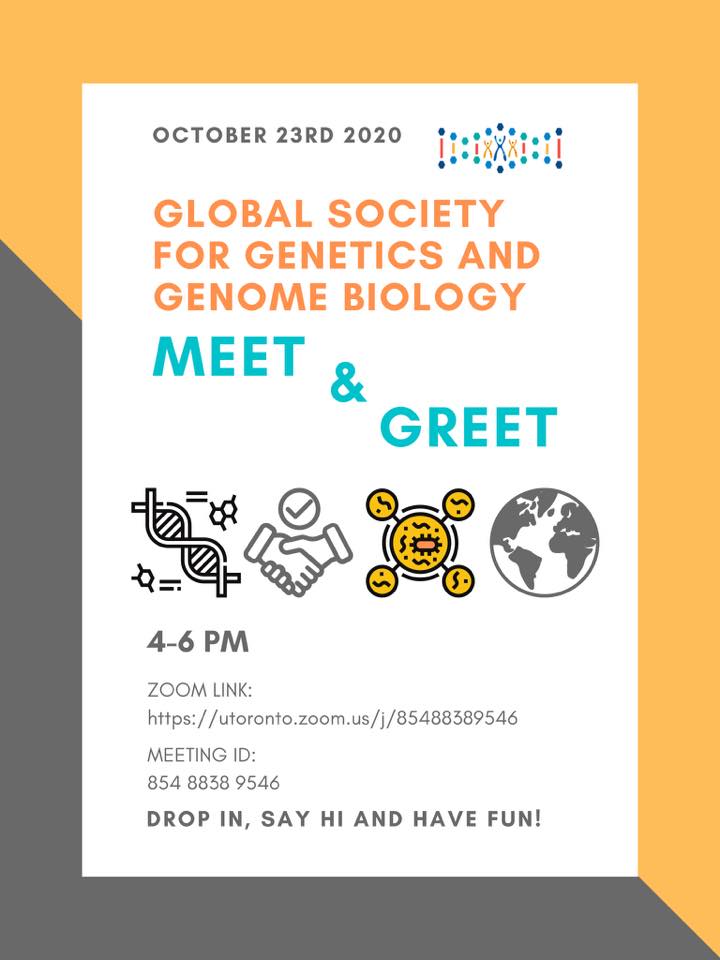 OCTOBER 23RD 2020
GLOBAL SOCIETY
FOR GENETICS AND
GENOME BIOLOGY
MEET
&
GREET
4-6 PM
ZOOM LINK:
https://utoronto.zoom.us/j/85488389546
MEETING ID:
854 8838 9546
DROP IN, SAY HI AND HAVE FUN!